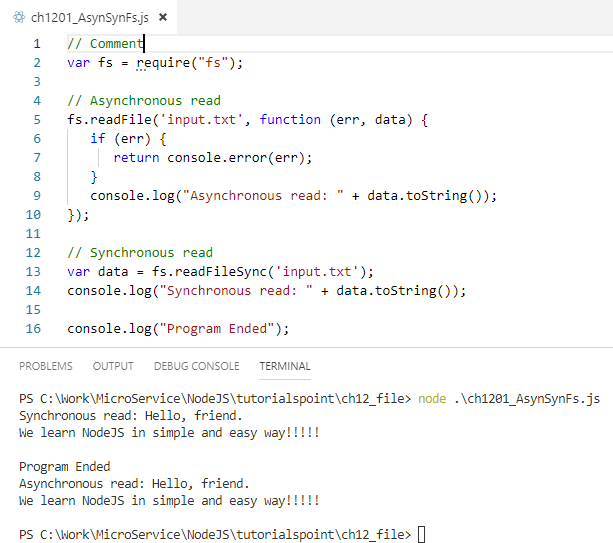 ch1201_AsynSynFs.js ×
1 // Comment
2 var fs = require("fs");
3
4 // Asynchronous read
5 fs.readFile('input.txt', function (err, data) {
6 if (err) {
7 return console.error(err);
8 }
9 console.log("Asynchronous read: " + data.toString());
10 });
11
12 // Synchronous read
13 var data = fs.readFileSync('input.txt');
14 console.log("Synchronous read: " + data.toString());
15
16 console.log("Program Ended");
PROBLEMS OUTPUT DEBUG CONSOLE TERMINAL
PS C:\Work\MicroService\NodeJS\tutorialspoint\ch12_file> node .\ch1201_AsynSynFs.js
Synchronous read: Hello, friend.
We learn NodeJS in simple and easy way!!!!!
Program Ended
Asynchronous read: Hello, friend.
We learn NodeJS in simple and easy way!!!!!
PS C:\Work\MicroService\NodeJS\tutorialspoint\ch12_file>